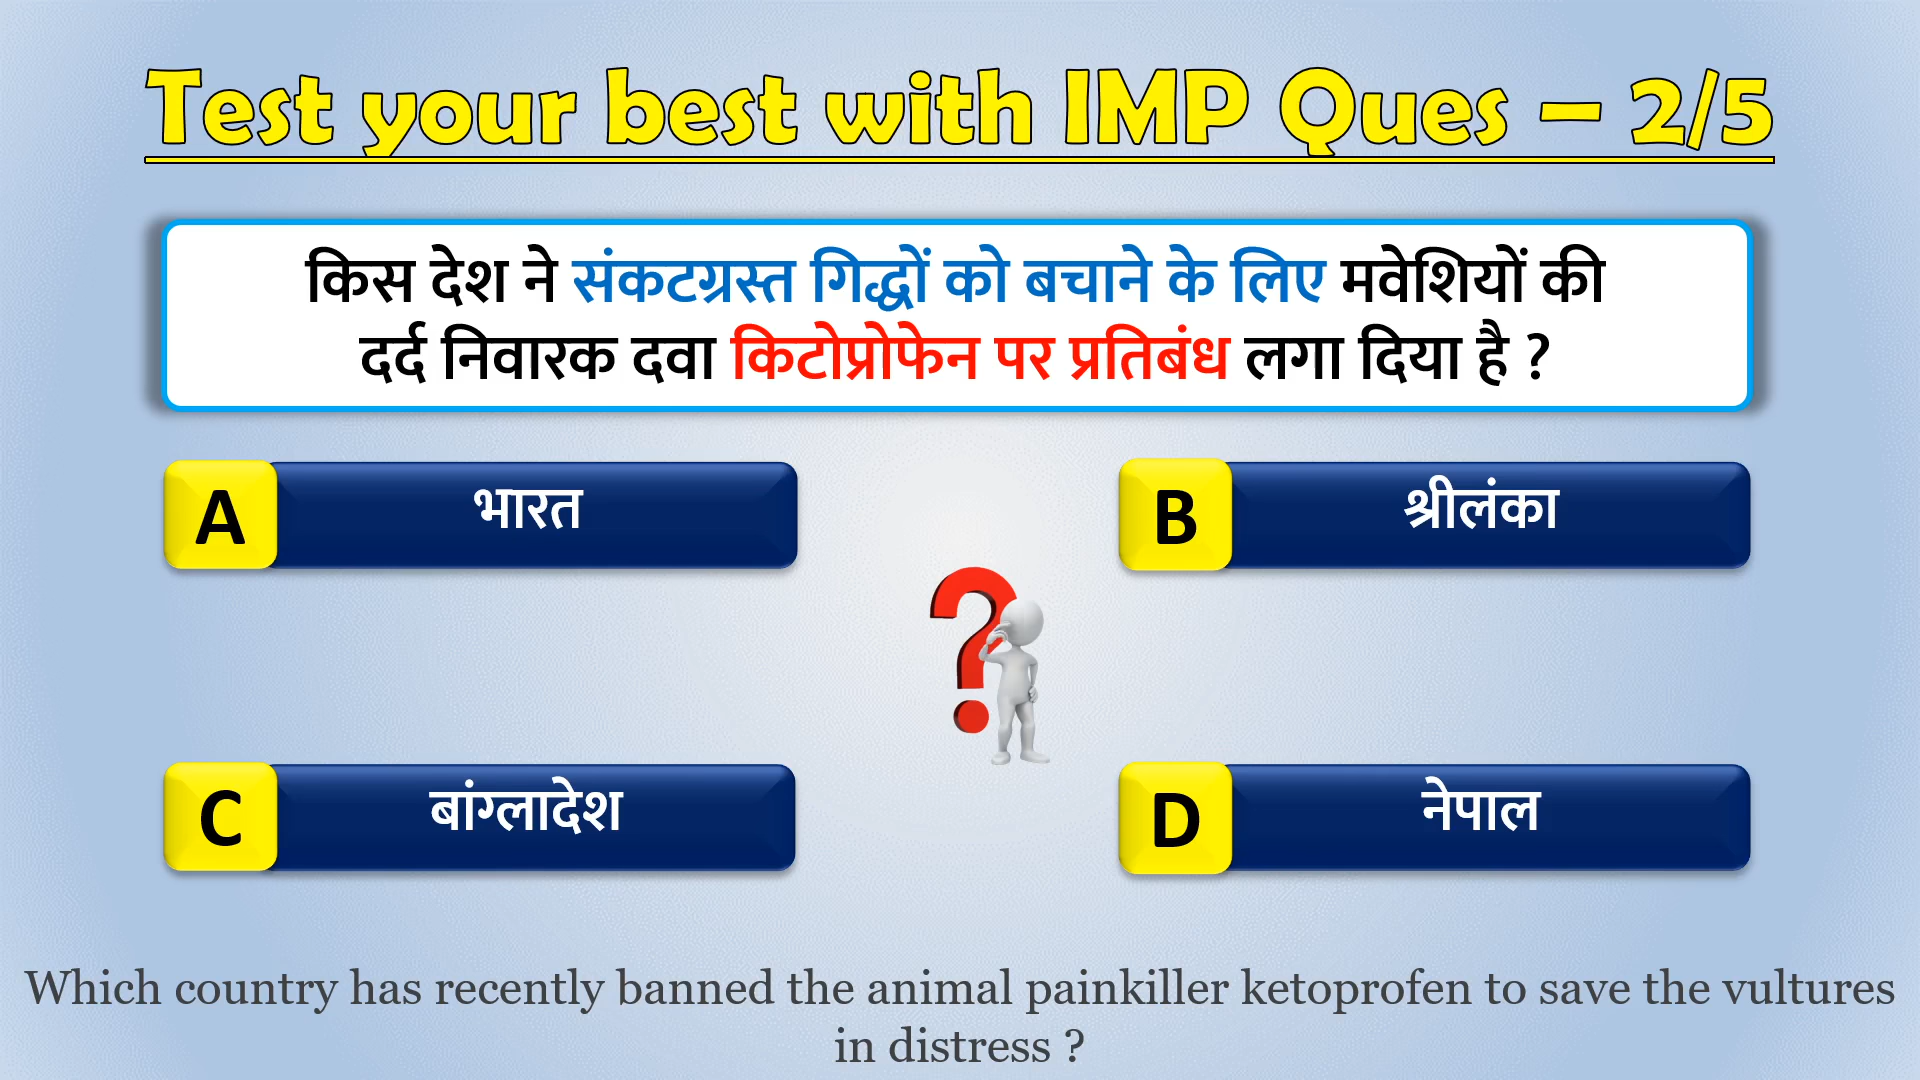 Test your best with IMP Ques – 2/5
किस देश ने संकटग्रस्त गिद्धों को बचाने के लिए मवेशियों की
दर्द निवारक दवा किटोप्रोफेन पर प्रतिबंध लगा दिया है ?
A भारत
B श्रीलंका
C बांग्लादेश
D नेपाल
Which country has recently banned the animal painkiller ketoprofen to save the vultures
in distress ?